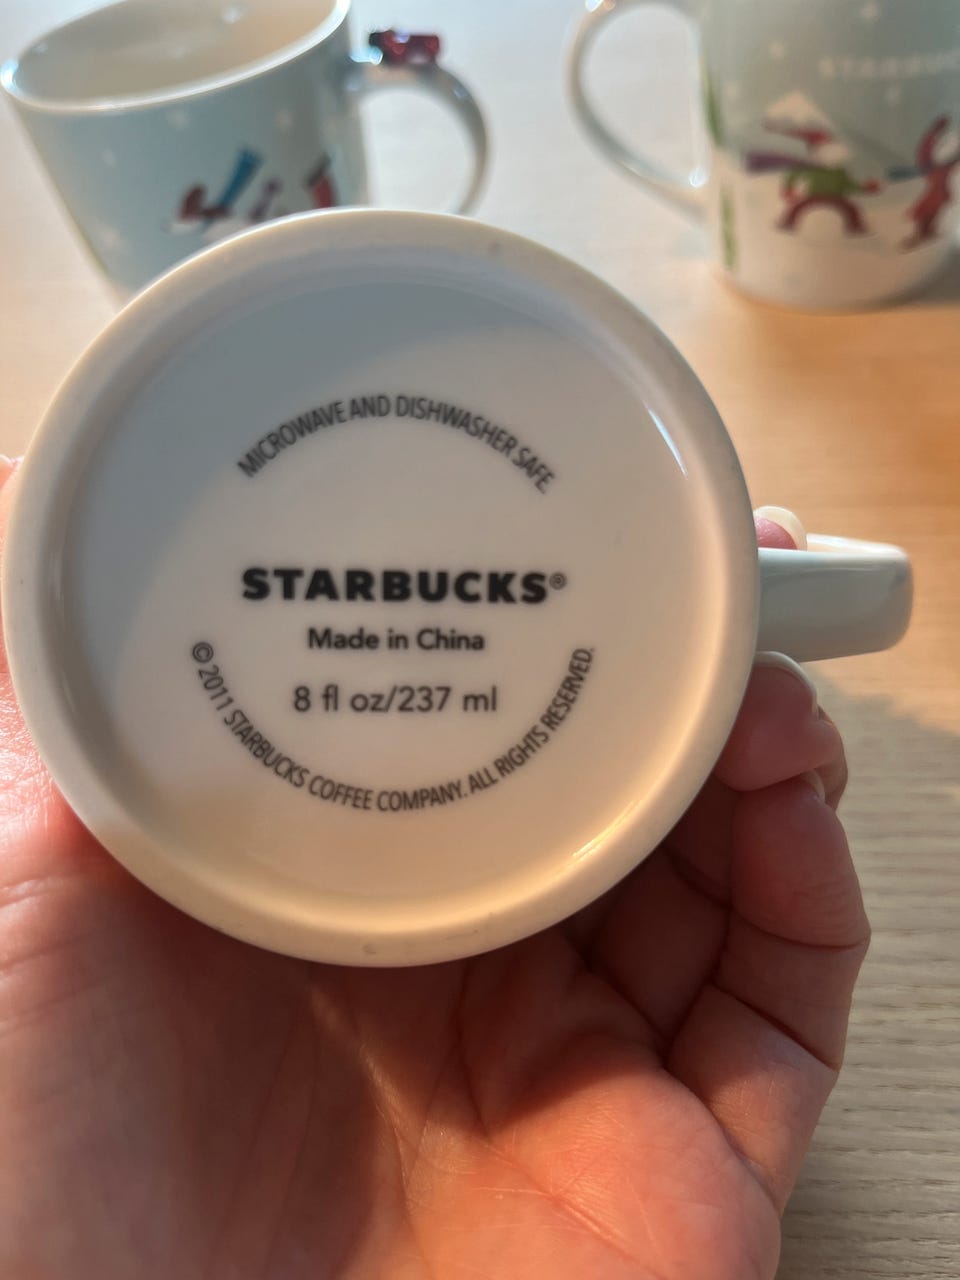 STARBUCKS
MICROWAVE AND DISHWASHER SAFE.
STARBUCKS®
Made in China
8 fl oz/237 ml
© 2011 STARBUCKS COFFEE COMPANY. ALL RIGHTS RESERVED.